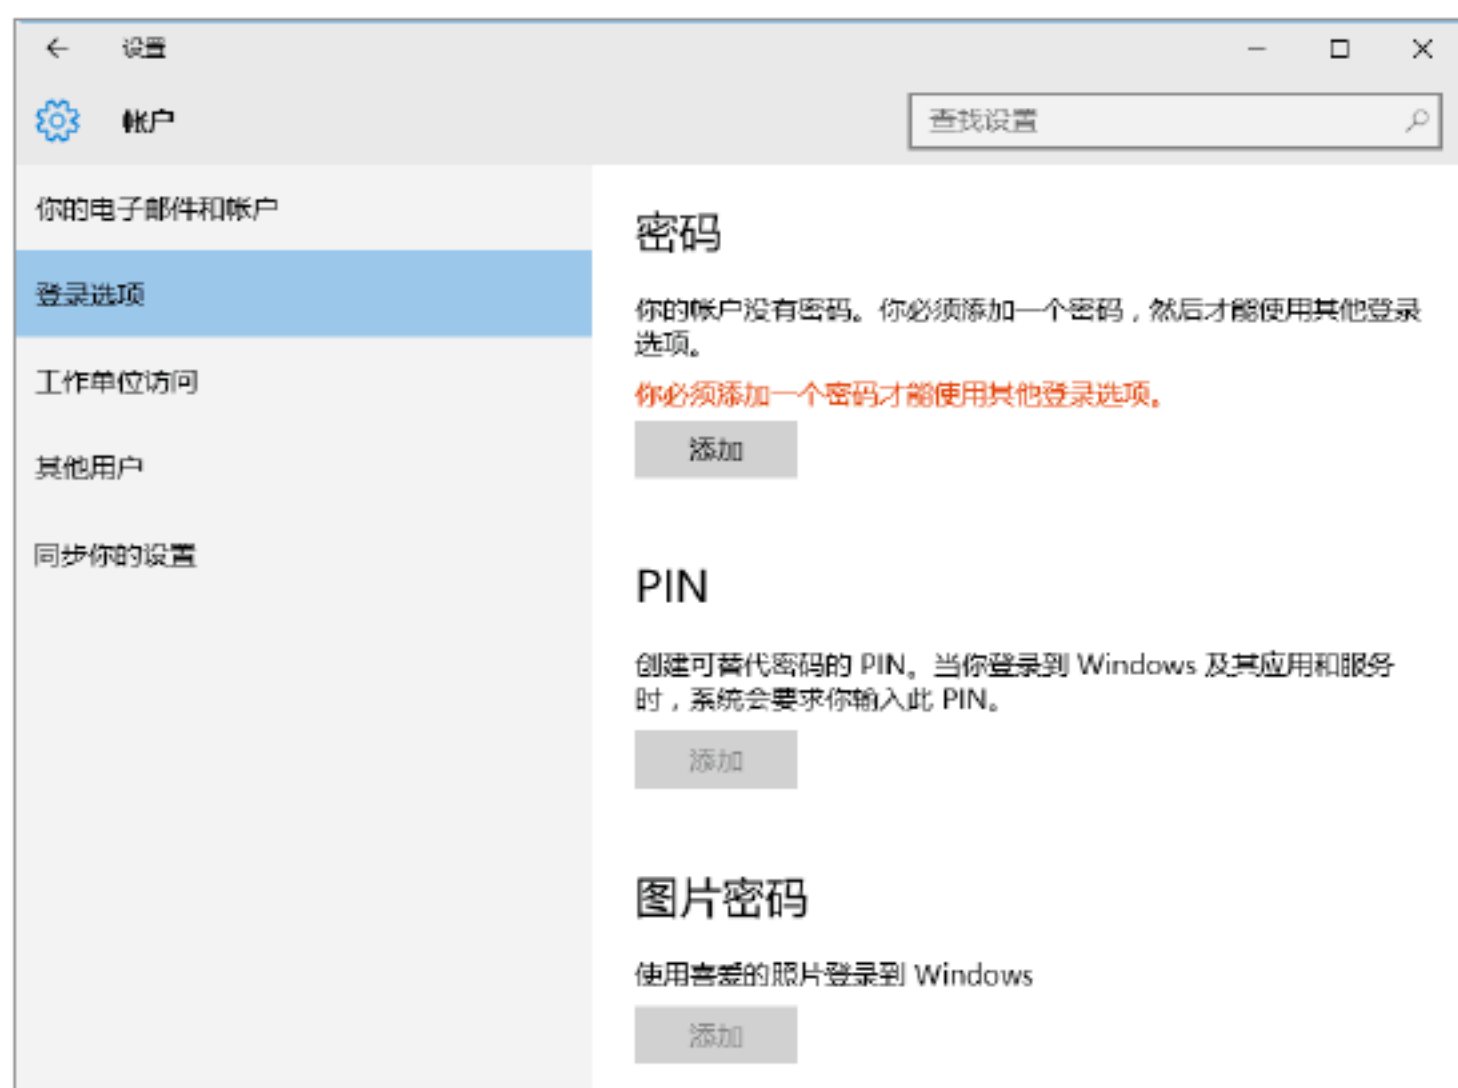 设置
帐户
查找设置
你的电子邮件和帐户
登录选项
工作单位访问
其他用户
同步你的设置
密码
你的帐户没有密码。你必须添加一个密码，然后才能使用其他登录
选项。
你必须添加一个密码才能使用其他登录选项。
添加
PIN
创建可替代密码的 PIN。当你登录到 Windows 及其应用和服务
时，系统会要求你输入此 PIN。
添加
图片密码
使用喜爱的照片登录到 Windows
添加